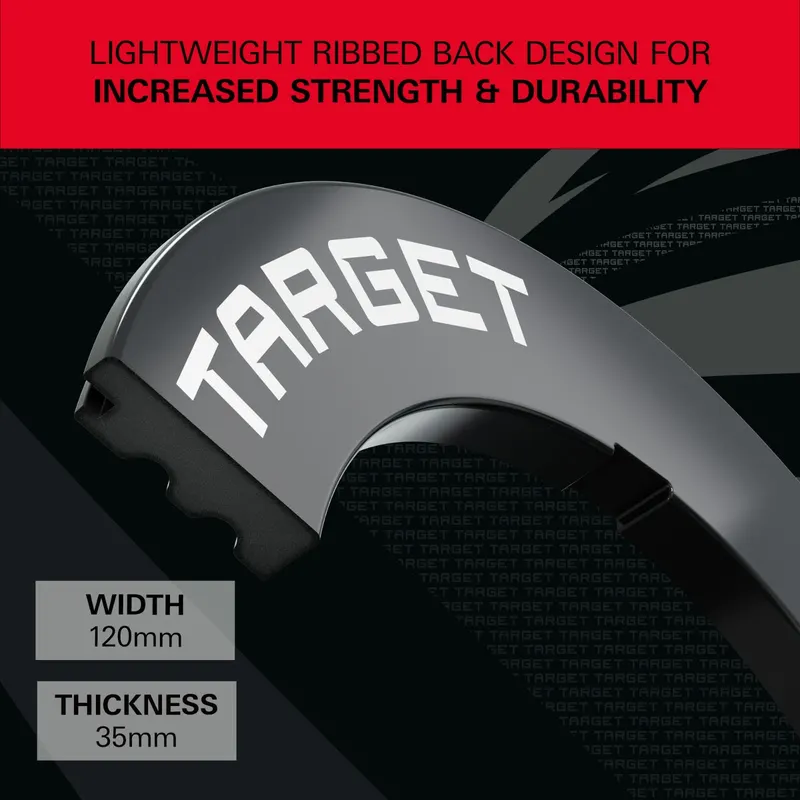 LIGHTWEIGHT RIBBED BACK DESIGN FOR
INCREASED STRENGTH & DURABILITY
TARGET
WIDTH
120mm
THICKNESS
35mm